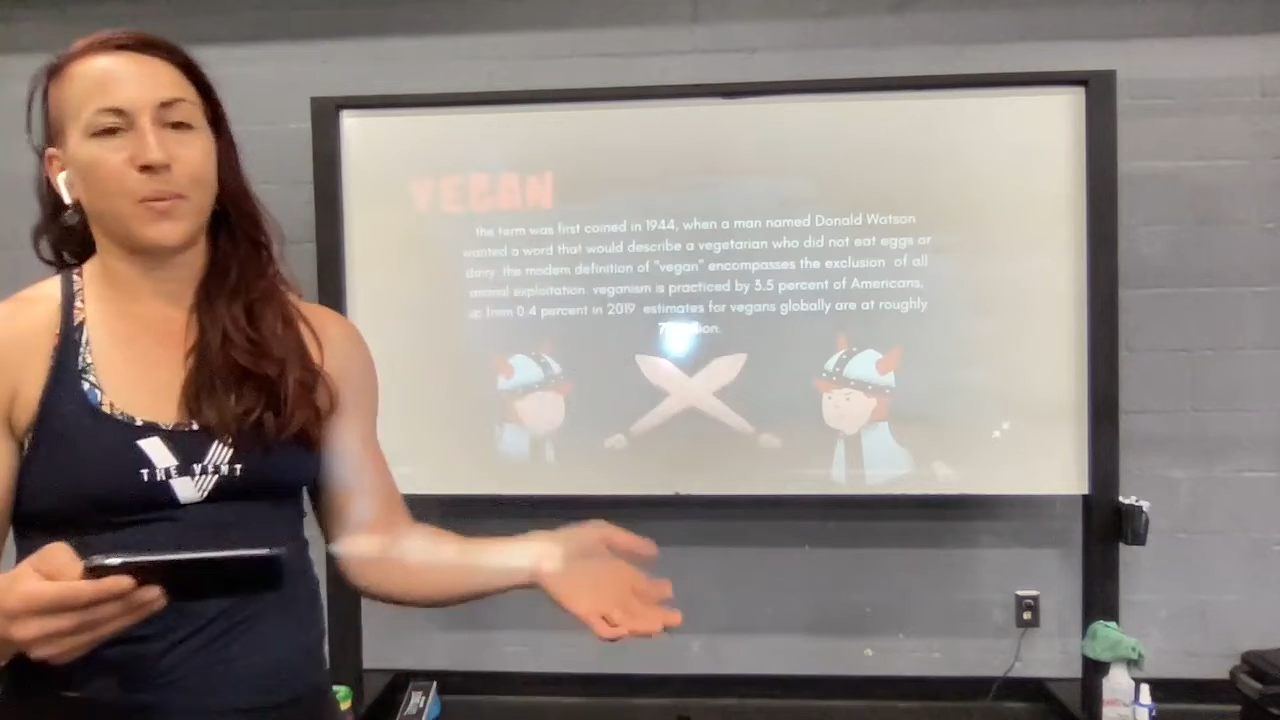 VEGAN
the term was first coined in 1944, when a man named Donald Watson
wanted a word that would describe a vegetarian who did not eat eggs or
dairy the modern definition of "vegan" encompasses the exclusion of all
animal exploitation veganism is practiced by 3.5 percent of Americans,
up from 0.4 percent in 2019 estimates for vegans globally are at roughly
THE VENT